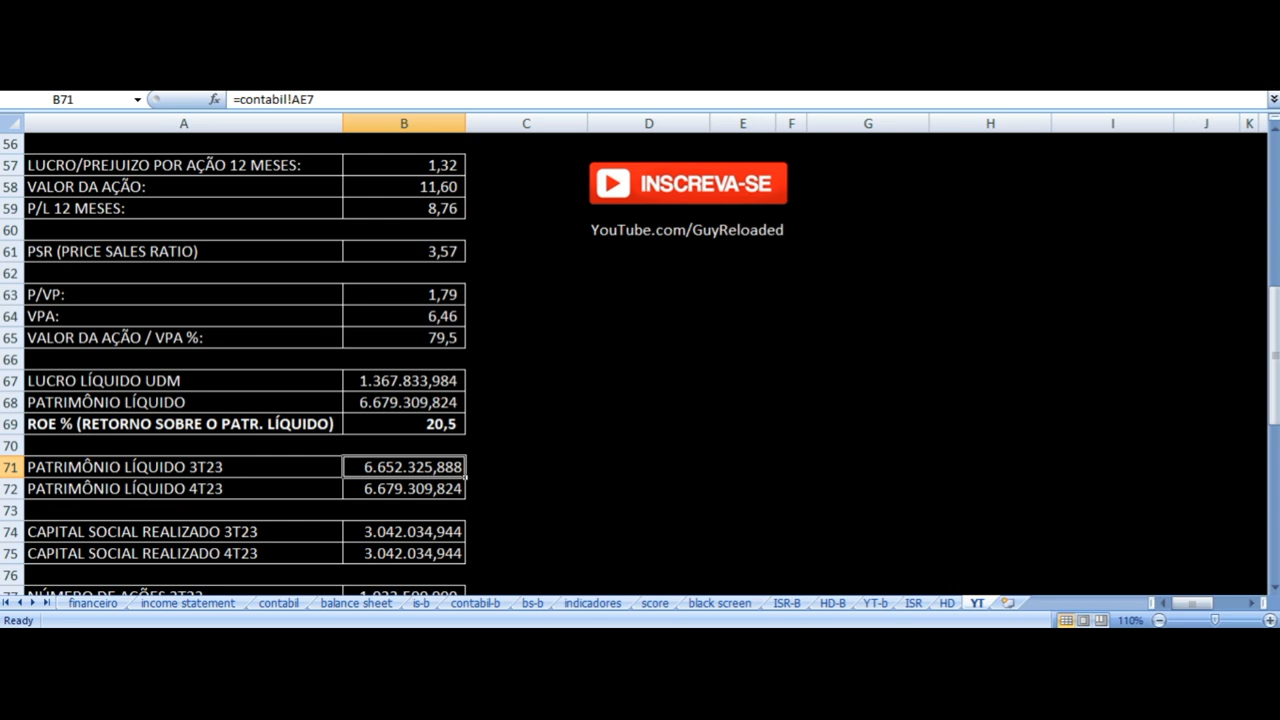 B71 fx =contabil!AE7
A B C D E F G H I J K
56
57 LUCRO/PREJUIZO POR AÇÃO 12 MESES: 1,32
58 VALOR DA AÇÃO: 11,60
59 P/L 12 MESES: 8,76
60
61 PSR (PRICE SALES RATIO) 3,57
62
63 P/VP: 1,79
64 VPA: 6,46
65 VALOR DA AÇÃO / VPA %: 79,5
66
67 LUCRO LÍQUIDO UDM 1.367.833,984
68 PATRIMÔNIO LÍQUIDO 6.679.309,824
69 ROE % (RETORNO SOBRE O PATR. LÍQUIDO) 20,5
70
71 PATRIMÔNIO LÍQUIDO 3T23 6.652.325,888
72 PATRIMÔNIO LÍQUIDO 4T23 6.679.309,824
73
74 CAPITAL SOCIAL REALIZADO 3T23 3.042.034,944
75 CAPITAL SOCIAL REALIZADO 4T23 3.042.034,944
76
INSCREVA-SE
YouTube.com/GuyReloaded
financeiro income statement contabil balance sheet is-b contabil-b bs-b indicadores score black screen ISR-B HD-B YT-b ISR HD YT
Ready 110%